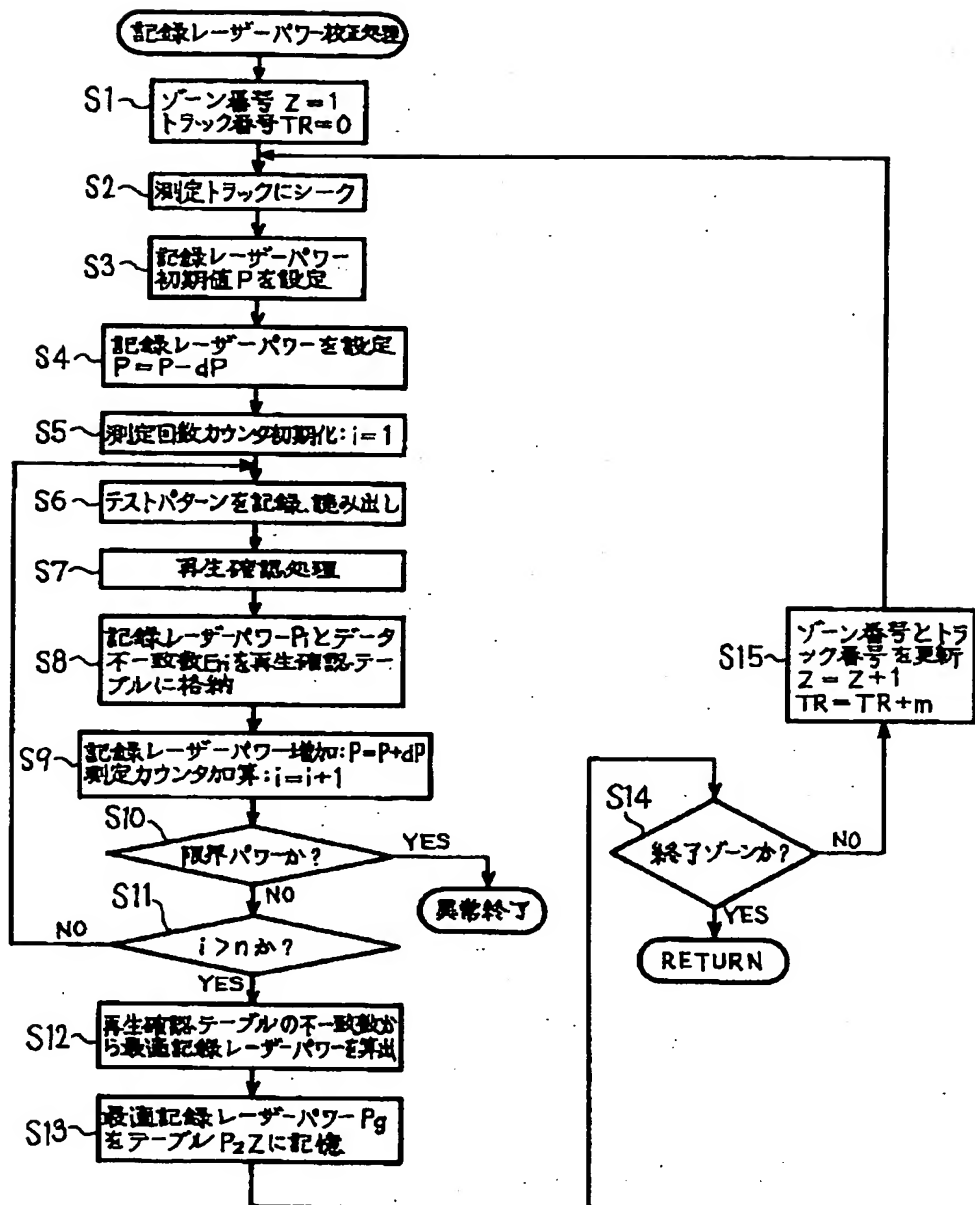 記録レーザーパワー校正処理
S1
ゾーン番号 Z=1
トラック番号TR=0
S2
測定トラックにシーク
S3
記録レーザーパワー
初期値Pを設定
S4
記録レーザーパワーを設定
P=P-dP
S5
測定回数カウンタ初期化:i=1
S6
テストパターンを記録、読み出し
S7
再生確認処理
S8
記録レーザーパワーPiとデータ
不一致数Eriを再生確認テー
ブルに格納
S9
記録レーザーパワー増加:P=P+dP
測定カウンタ加算:i=i+1
S10
限界パワーか?
YES
NO
異常終了
S11
i>nか?
NO
YES
S12
再生確認テーブルの不一致数か
ら最適記録レーザーパワーを算出
S13
最適記録レーザーパワーPg
をテーブルPzZに記憶
S14
終了ゾーンか?
NO
YES
RETURN
S15
ゾーン番号とトラ
ック番号を更新
Z=Z+1
TR=TR+m